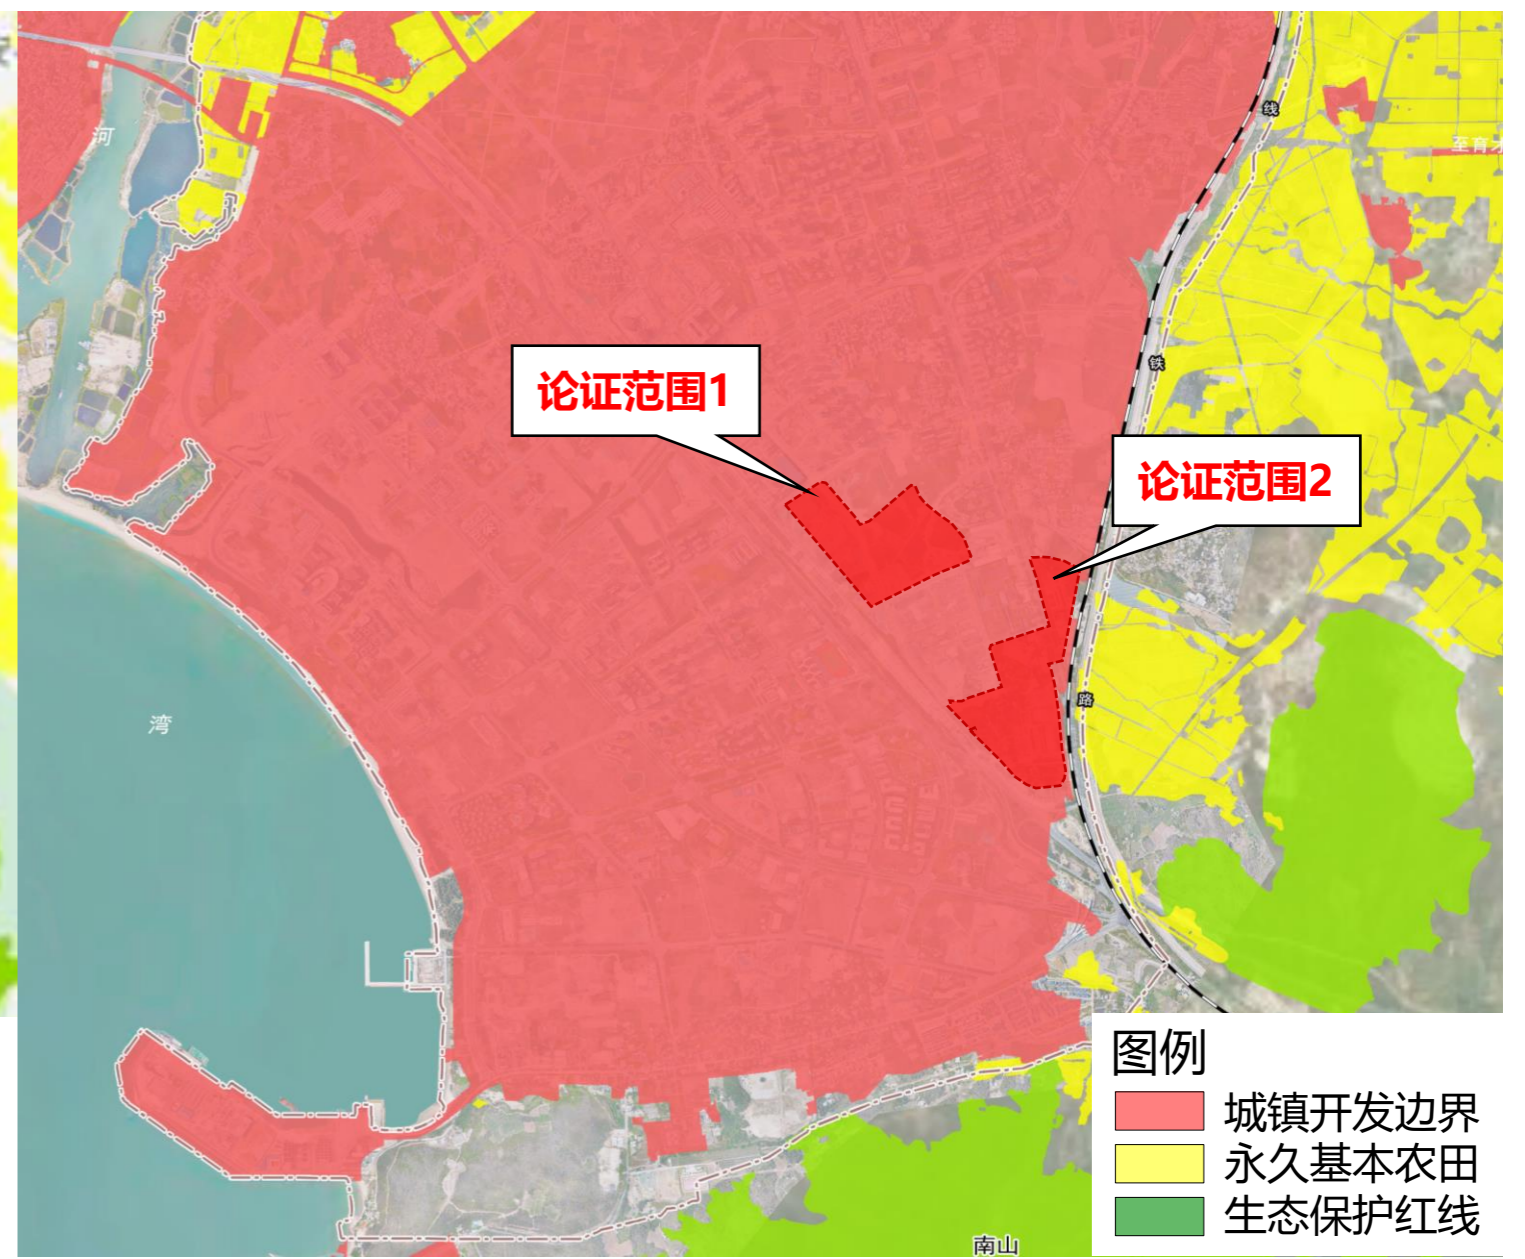 河
线
至育才
铁
论证范围1
论证范围2
路
湾
南山
图例
城镇开发边界
永久基本农田
生态保护红线